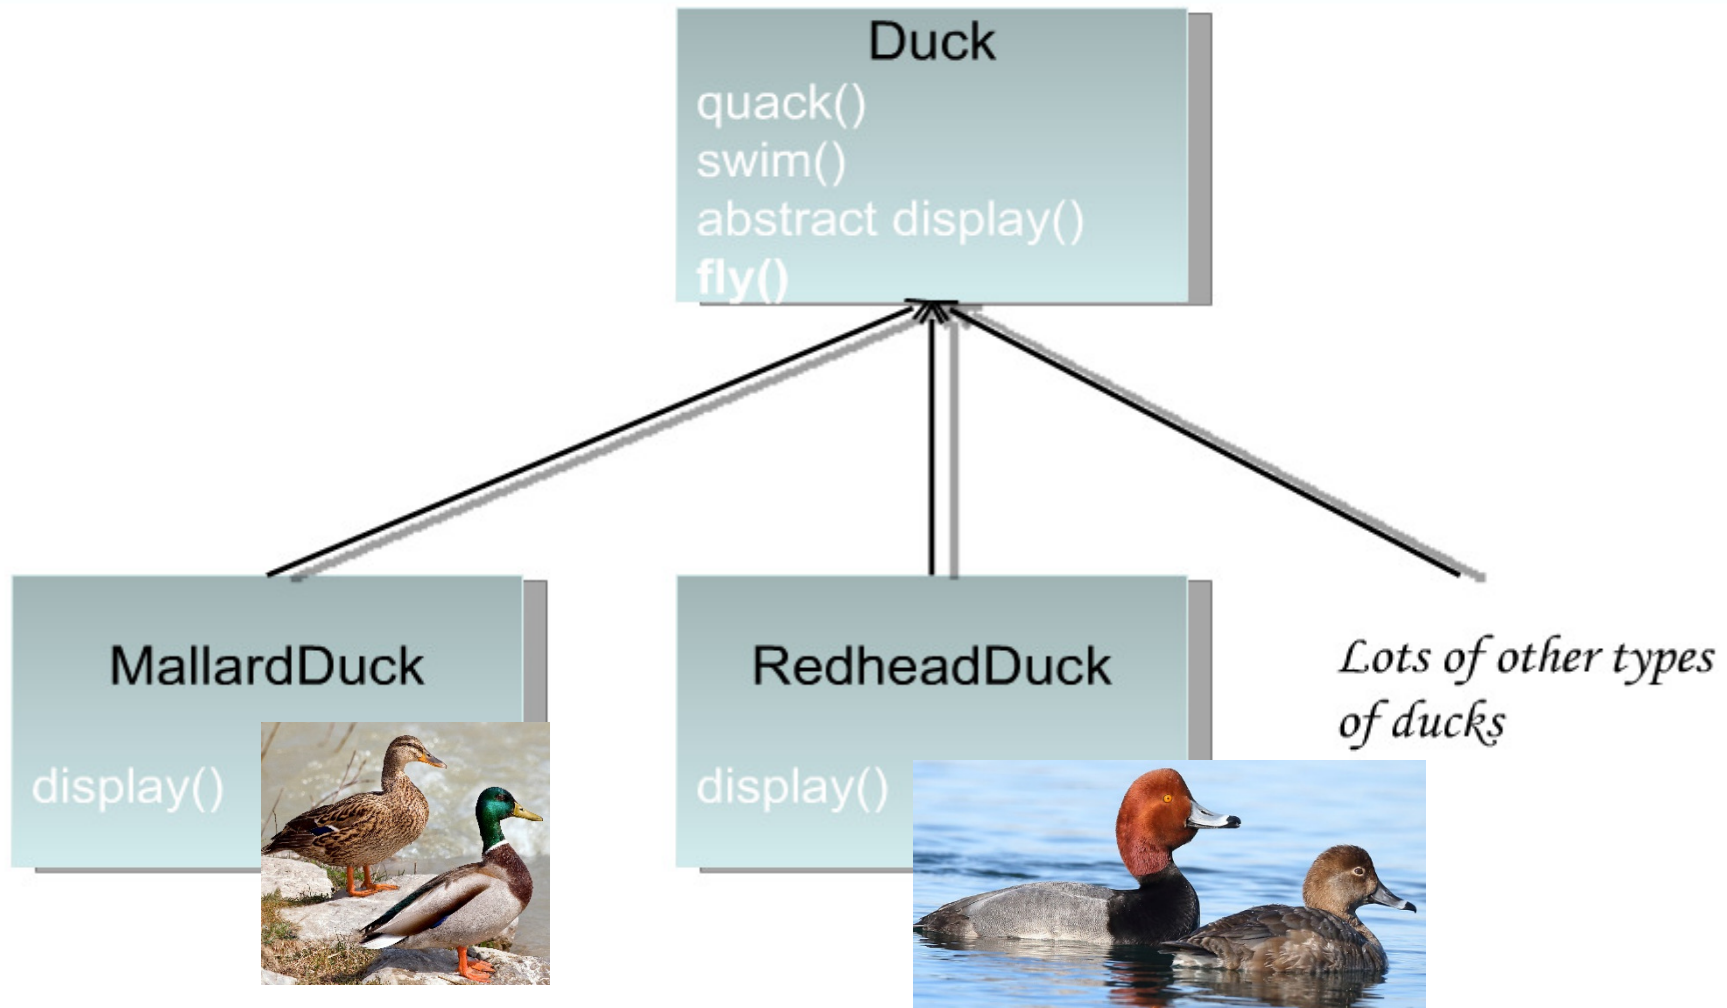 Duck
quack()
swim()
abstract display()
fly()
MallardDuck
display()
RedheadDuck
display()
Lots of other types
of ducks